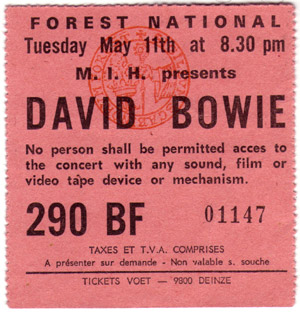 FOREST NATIONAL
Tuesday May 11th at 8.30 pm
M. I. H. presents
DAVID BOWIE
No person shall be permitted acces to
the concert with any sound, film or
video tape device or mechanism.
290 BF 01147
TAXES ET T.V.A. COMPRISES
A présenter sur demande - Non valable s. souche
TICKETS VOET — 9800 DEINZE